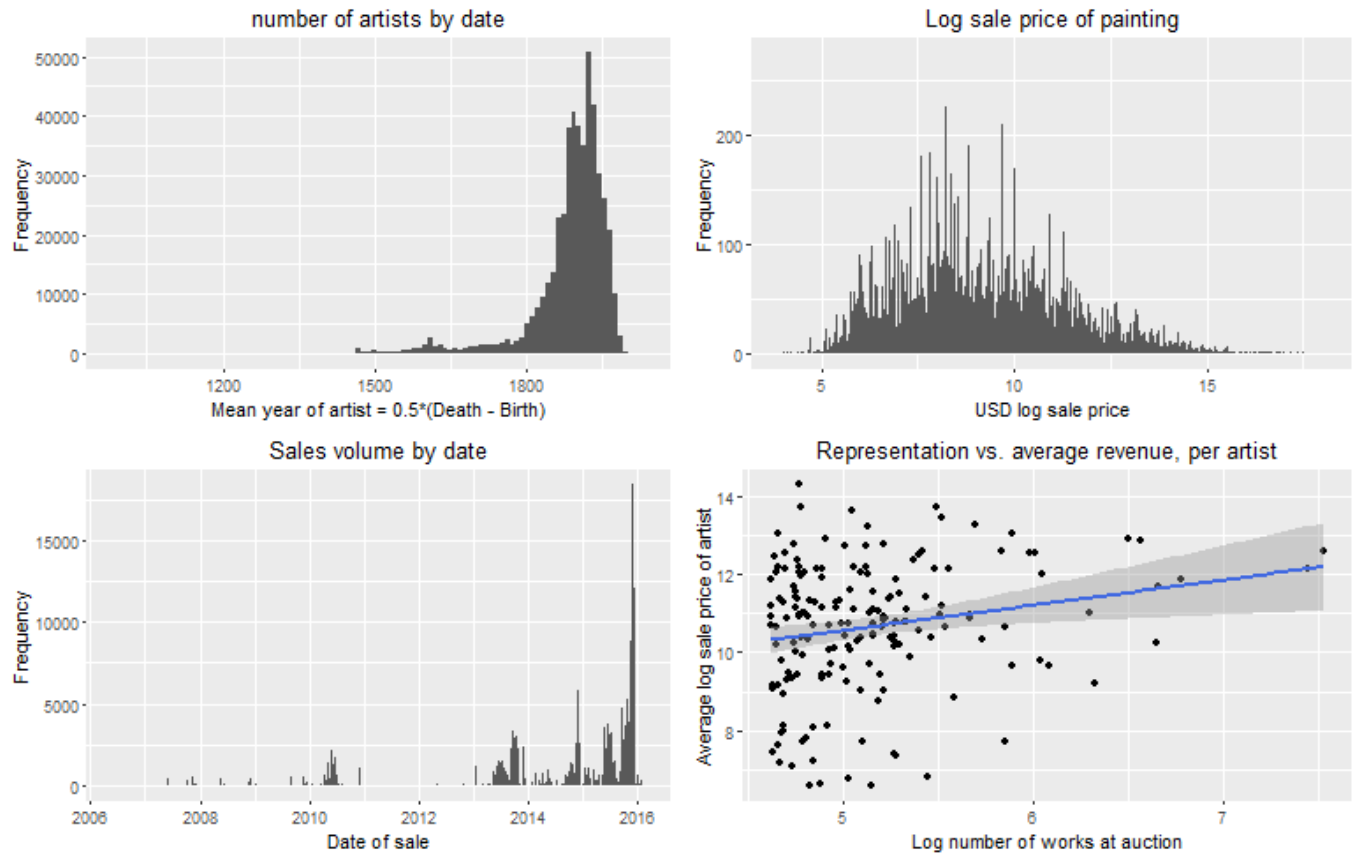 number of artists by date
Frequency
50000
40000
30000
20000
10000
0
1200 1500 1800
Mean year of artist = 0.5*(Death - Birth)
Log sale price of painting
Frequency
200
100
0
5 10 15
USD log sale price
Sales volume by date
Frequency
15000
10000
5000
0
2006 2008 2010 2012 2014 2016
Date of sale
Representation vs. average revenue, per artist
Average log sale price of artist
14
12
10
8
5 6 7
Log number of works at auction